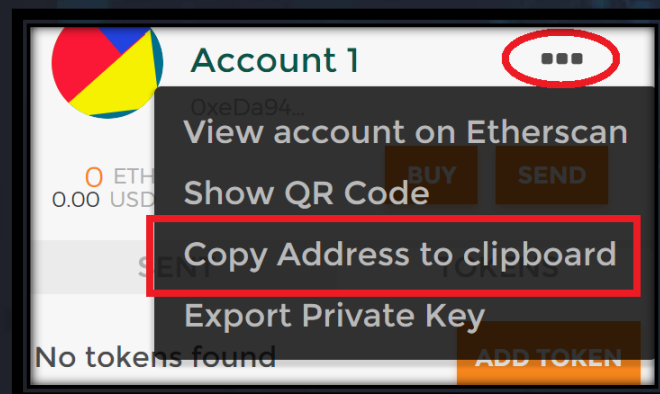 Account 1
0xeDa94...
View account on Etherscan
0 ETH
BUY
SEND
0.00 USD
Show QR Code
Copy Address to clipboard
SENT
TOKENS
Export Private Key
No tokens found
ADD TOKEN